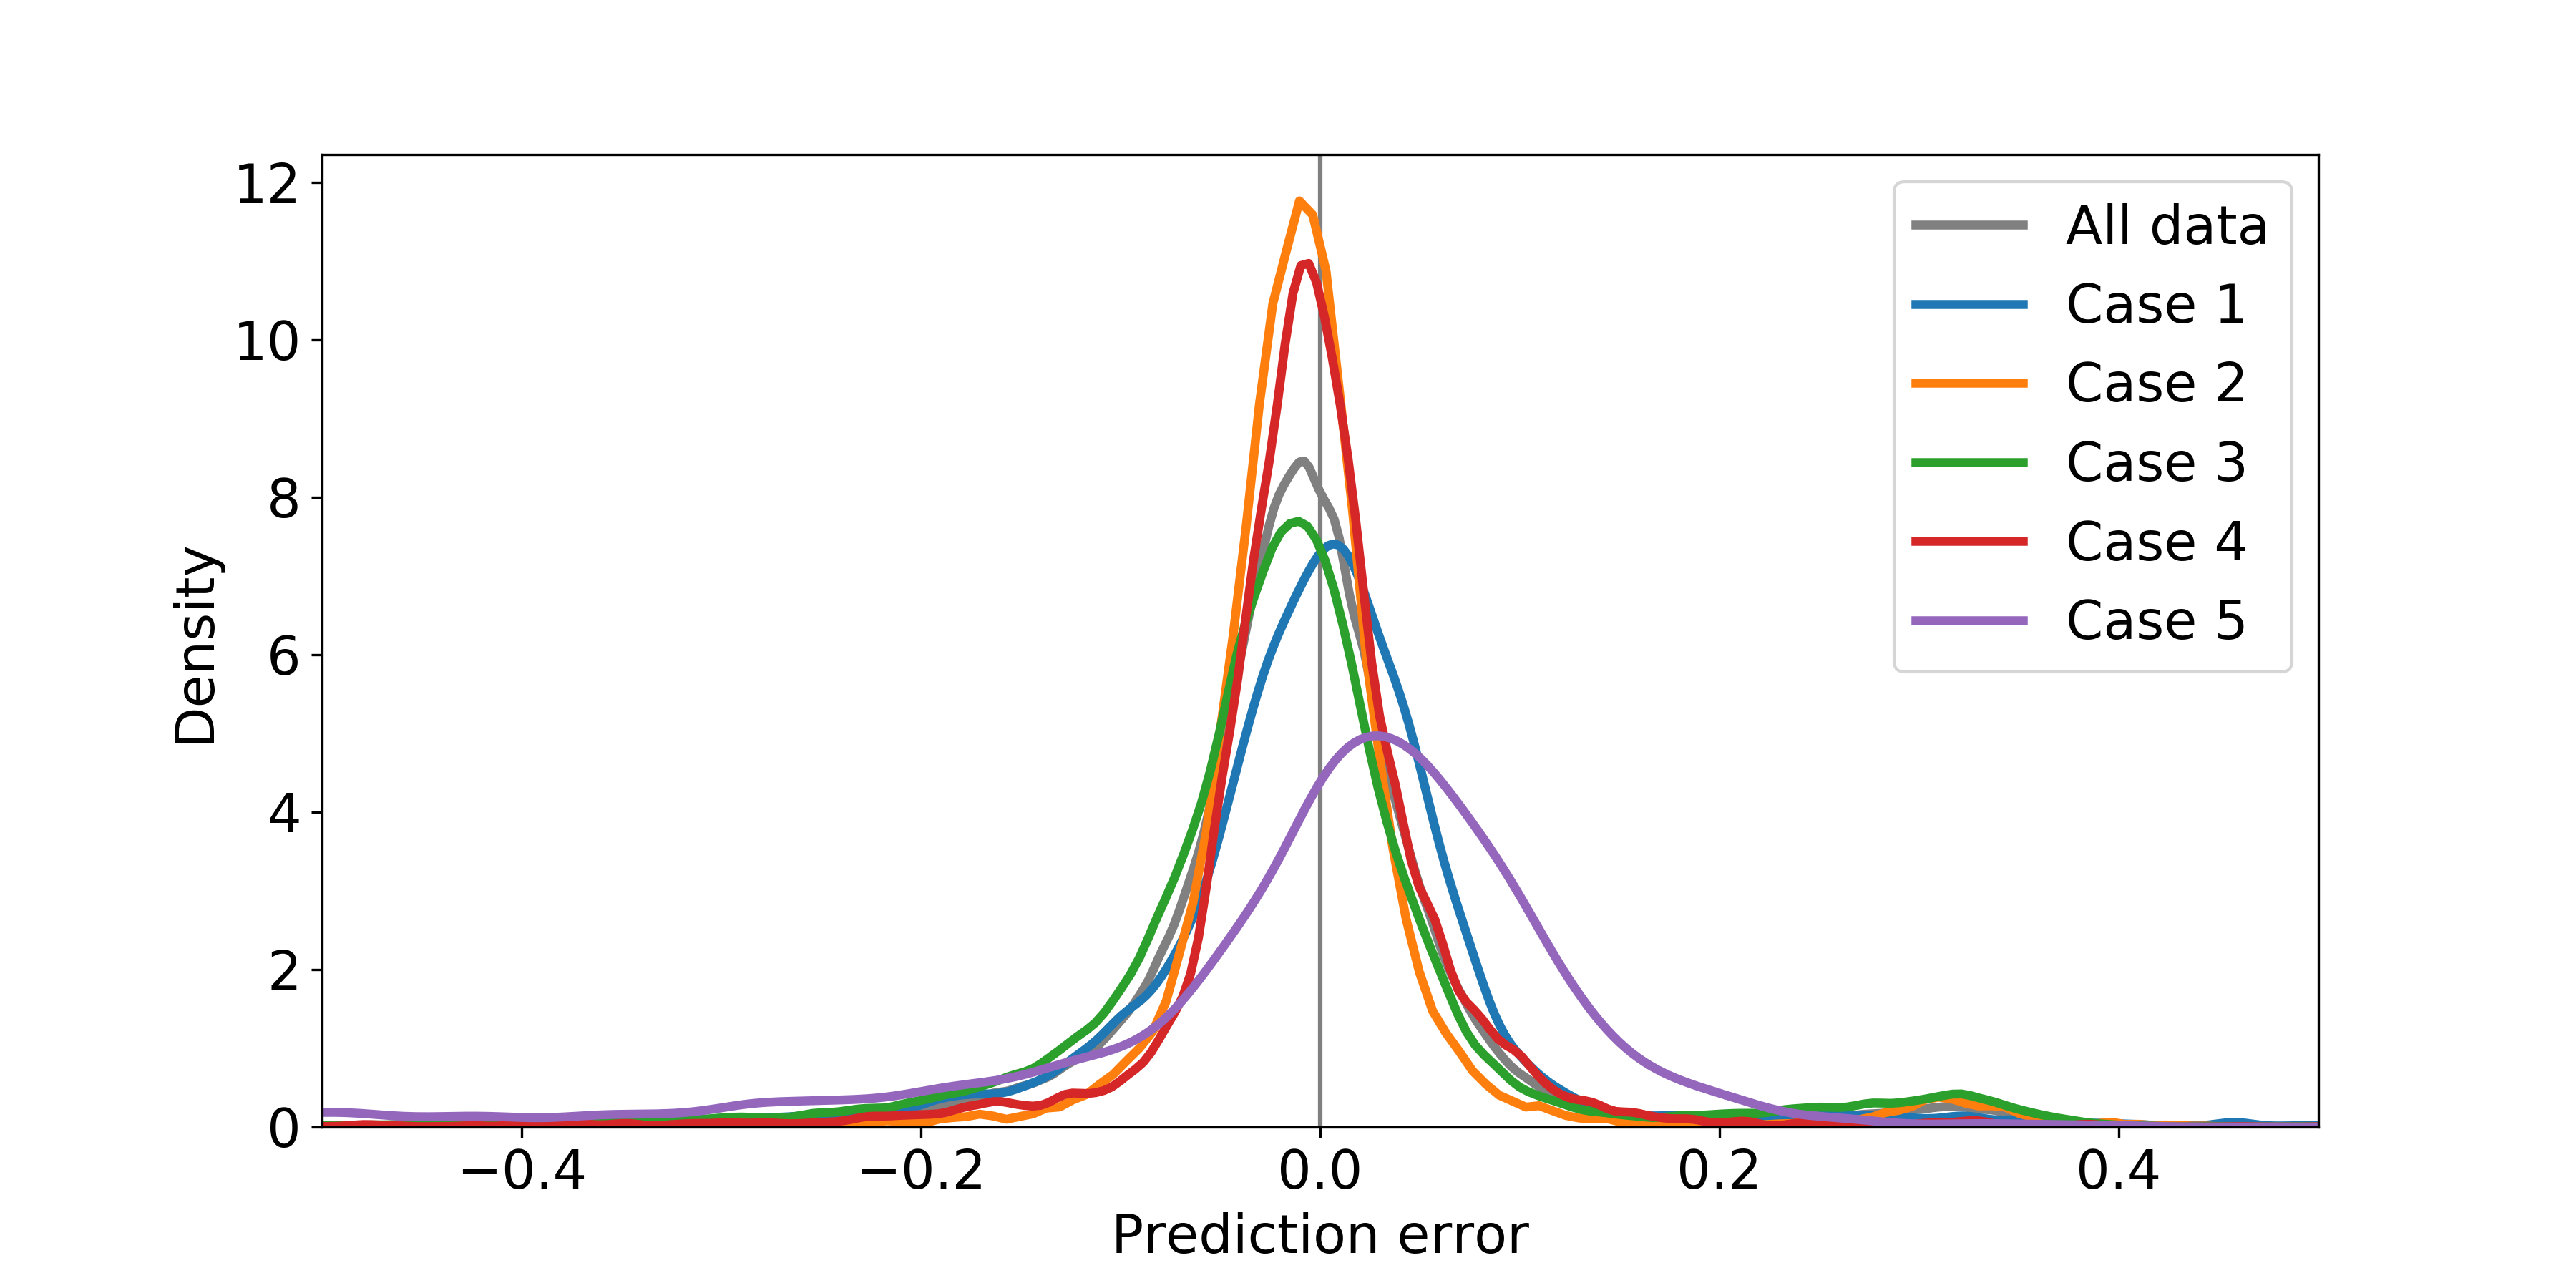 12
10
8
6
4
2
0
Density
−0.4
−0.2
0.0
0.2
0.4
Prediction error
All data
Case 1
Case 2
Case 3
Case 4
Case 5